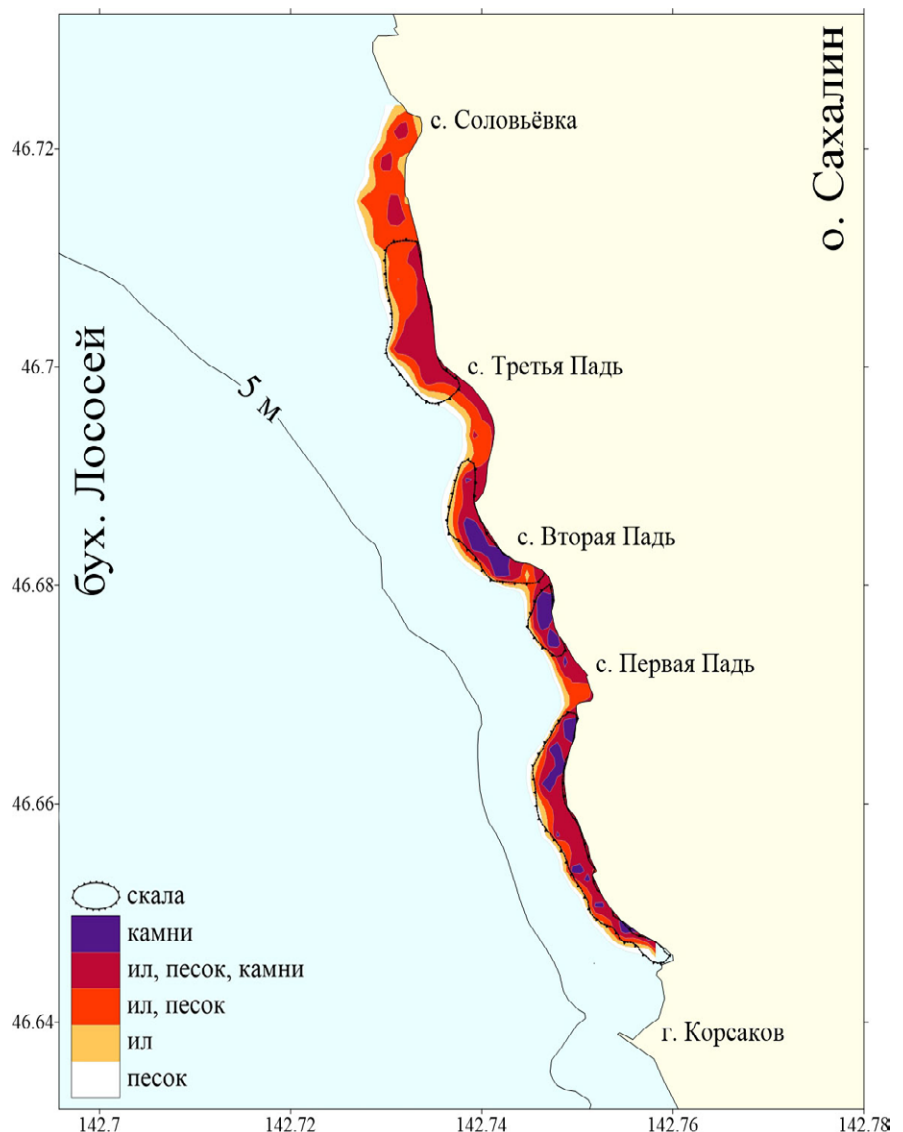 о. Сахалин
с. Соловьёвка
46.72
46.7
с. Третья Падь
бух. Лососей
5 м
с. Вторая Падь
46.68
с. Первая Падь
46.66
скала
камни
ил, песок, камни
ил, песок
ил
песок
46.64
г. Корсаков
142.7 142.72 142.74 142.76 142.78